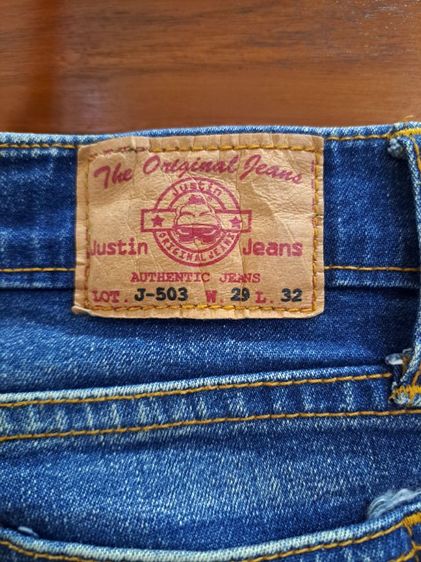 The Original Jeans
Justin
ORIGINAL JEANS
Justin Jeans
AUTHENTIC JEANS
LOT. J-503 W. 29 L. 32